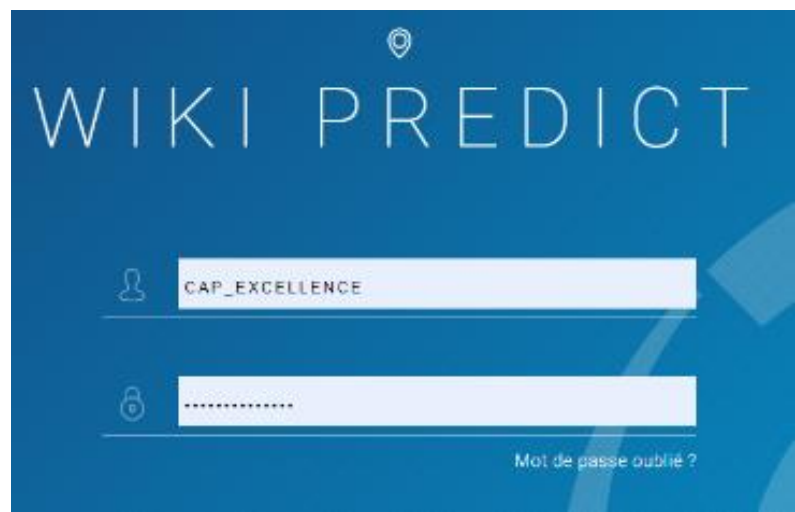 WIKI PREDICT
CAP_EXCELLENCE
••••••••••••••
Mot de passe oublié ?